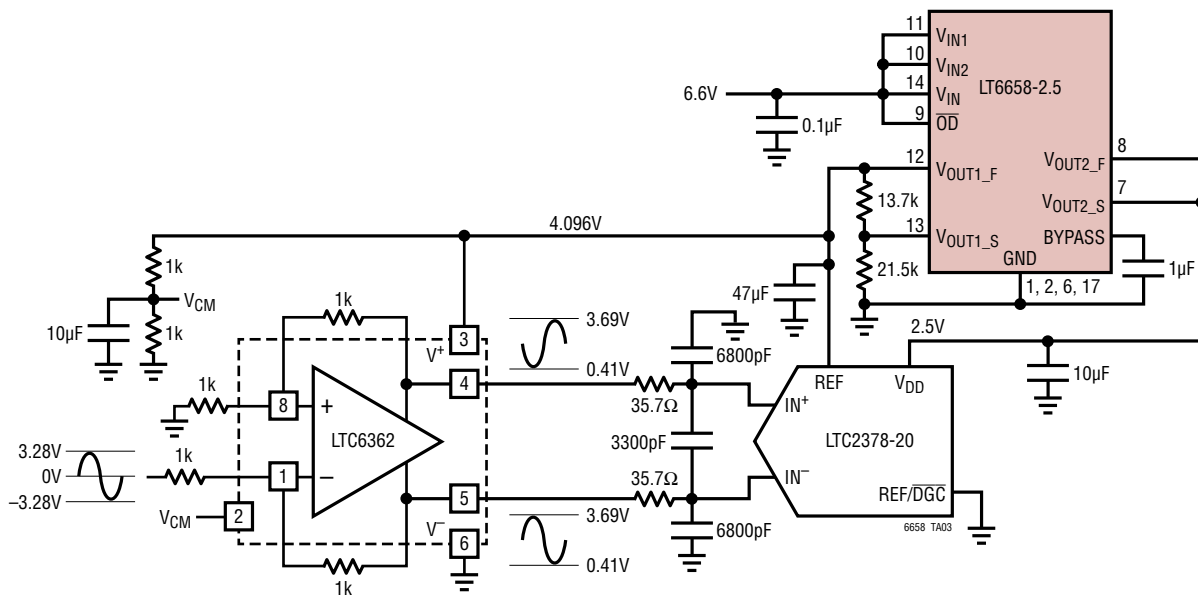 11
VIN1
10
VIN2
14
VIN
9
OD
LT6658-2.5
6.6V
0.1µF
12
VOUT1_F
VOUT2_F
8
13.7k
VOUT2_S
7
4.096V
13
VOUT1_S
BYPASS
1k
21.5k
GND
1µF
VCM
1k
47µF
1, 2, 6, 17
10µF
1k
3.69V
2.5V
3
V+
6800pF
0.41V
REF
VDD
10µF
1k
4
8
+
35.7Ω
IN+
LTC6362
3300pF
LTC2378-20
3.28V
1k
35.7Ω
0V
1
–
IN–
–3.28V
5
REF/DGC
VCM
2
V–
3.69V
6800pF
6658 TA03
6
0.41V
1k